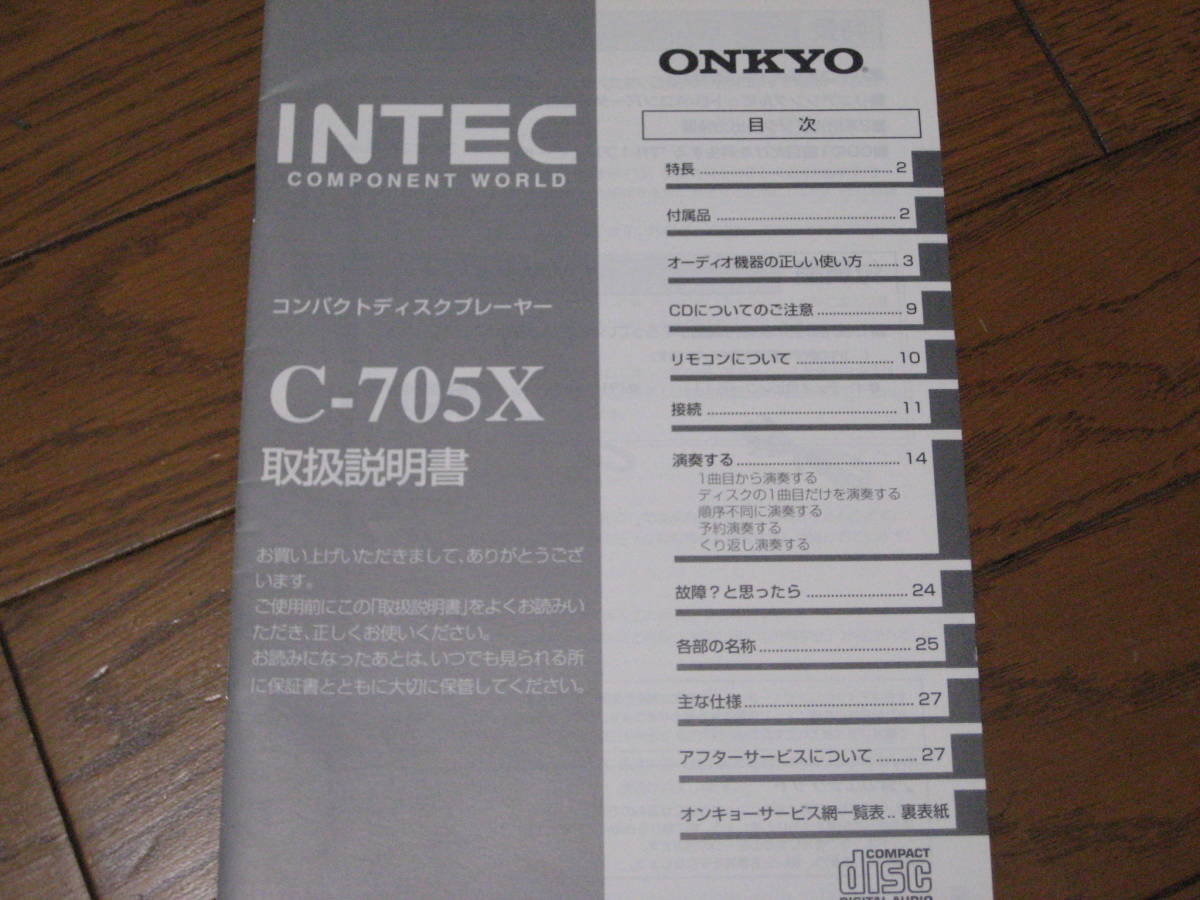 INTEC
COMPONENT WORLD
コンパクトディスクプレーヤー
C-705X
取扱説明書
お買い上げいただきまして、ありがとうござ
います。
ご使用前にこの「取扱説明書」をよくお読みい
ただき、正しくお使いください。
お読みになったあとは、いつでも見られる所
に保証書とともに大切に保管してください。
ONKYO
目 次
特長 ........ 2
付属品 ........ 2
オーディオ機器の正しい使い方 ........ 3
CDについてのご注意 ........ 9
リモコンについて ........ 10
接続 ........ 11
演奏する ........ 14
1曲目から演奏する
ディスクの1曲目だけを演奏する
順序不同に演奏する
予約演奏する
くり返し演奏する
故障?と思ったら ........ 24
各部の名称 ........ 25
主な仕様 ........ 27
アフターサービスについて ........ 27
オンキョーサービス網一覧表 .. 裏表紙
COMPACT
disc
DIGITAL AUDIO